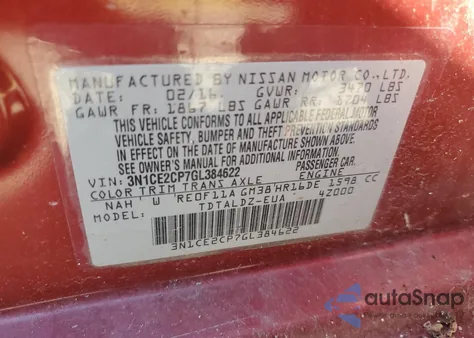 MANUFACTURED BY NISSAN MOTOR CO.,LTD.
DATE: 02/16. GVWR: 3470 LBS
GAWR FR: 1867 LBS GAWR RR: 1704 LBS
THIS VEHICLE CONFORMS TO ALL APPLICABLE FEDERAL MOTOR
VEHICLE SAFETY, BUMPER AND THEFT PREVENTION STANDARDS
IN EFFECT ON THE DATE OF MANUFACTURE SHOWN ABOVE.
SEE OWNER'S MANUAL FOR ADDITIONAL INFORMATION
VIN: 3N1CE2CP7GL384622 PASSENGER CAR
COLOR TRIM TRANS AXLE ENGINE
NAH W RE0F11A GM38 HR16DE 1598 CC
MODEL: TDTALDZ-EUA 42000
3N1CE2CP7GL384622
autoSnap